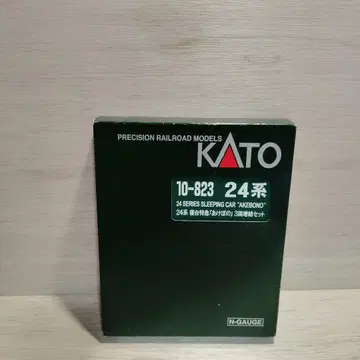 PRECISION RAILROAD MODELS
KATO
10-823 24系
24 SERIES SLEEPING CAR "AKEBONO"
24系 寝台特急「あけぼの」3両増結セット
N-GAUGE